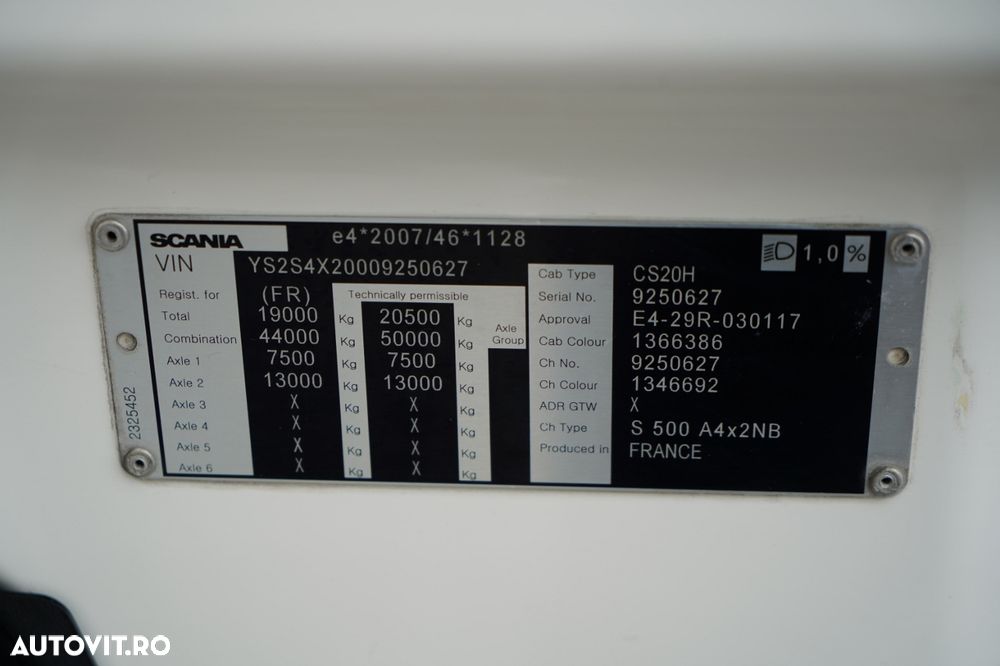 SCANIA e4*2007/46*1128 1,0 %
VIN YS2S4X20009250627
Regist. for (FR) Technically permissible
Total 19000 Kg 20500 Kg Axle Group
Combination 44000 Kg 50000 Kg
Axle 1 7500 Kg 7500 Kg
Axle 2 13000 Kg 13000 Kg
Axle 3 X Kg X Kg
Axle 4 X Kg X Kg
Axle 5 X Kg X Kg
Axle 6 X Kg X Kg
Cab Type CS20H
Serial No. 9250627
Approval E4-29R-030117
Cab Colour 1366386
Ch No. 9250627
Ch Colour 1346692
ADR GTW X
Ch Type S 500 A4x2NB
Produced in FRANCE
2325452
AUTOVIT.RO